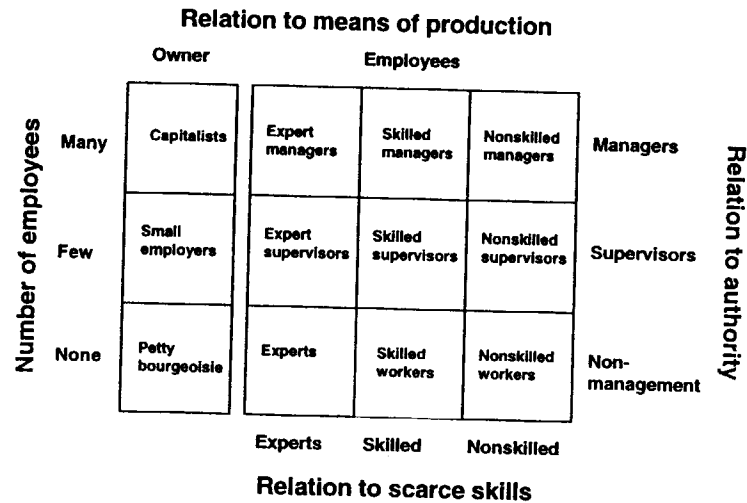 Relation to means of production
Owner
Employees
Number of employees
Many
Capitalists
Expert
managers
Skilled
managers
Nonskilled
managers
Managers
Few
Small
employers
Expert
supervisors
Skilled
supervisors
Nonskilled
supervisors
Supervisors
None
Petty
bourgeoisie
Experts
Skilled
workers
Nonskilled
workers
Non-
management
Relation to authority
Experts
Skilled
Nonskilled
Relation to scarce skills